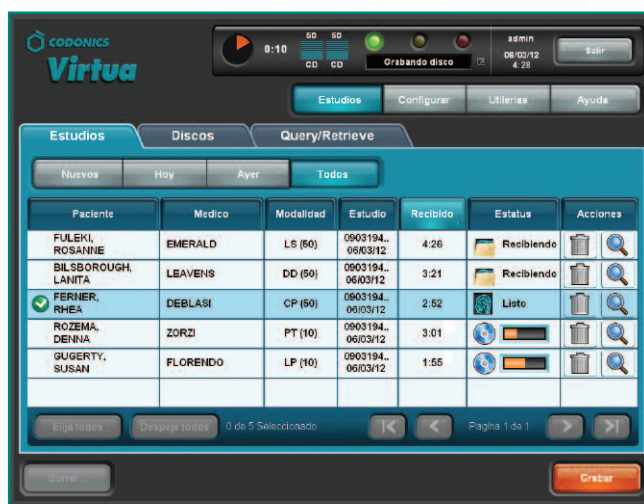 CODONICS
Virtua
0:10
50 50
CD CD
Grabando disco
admin
06/03/12
4:28
Salir
Estudios Configurar Utilerias Ayuda
Estudios Discos Query/Retrieve
Nuevos Hoy Ayer Todos
Paciente Medico Modalidad Estudio Recibido Estatus Acciones
FULEKI,
ROSANNE
EMERALD
LS (50)
0903194..
06/03/12
4:26
Recibiendo
BILSBOROUGH,
LANITA
LEAVENS
DD (50)
0903194..
06/03/12
3:21
Recibiendo
FERNER,
RHEA
DEBLASI
CP (50)
0903194..
06/03/12
2:52
Listo
ROZEMA,
DENNA
ZORZI
PT (10)
0903194..
06/03/12
3:01
GUGERTY,
SUSAN
FLORENDO
LP (10)
0903194..
06/03/12
1:55
Elija todos Despeje todos 0 de 5 Seleccionado Pagina 1 de 1
Borrar... Grabar